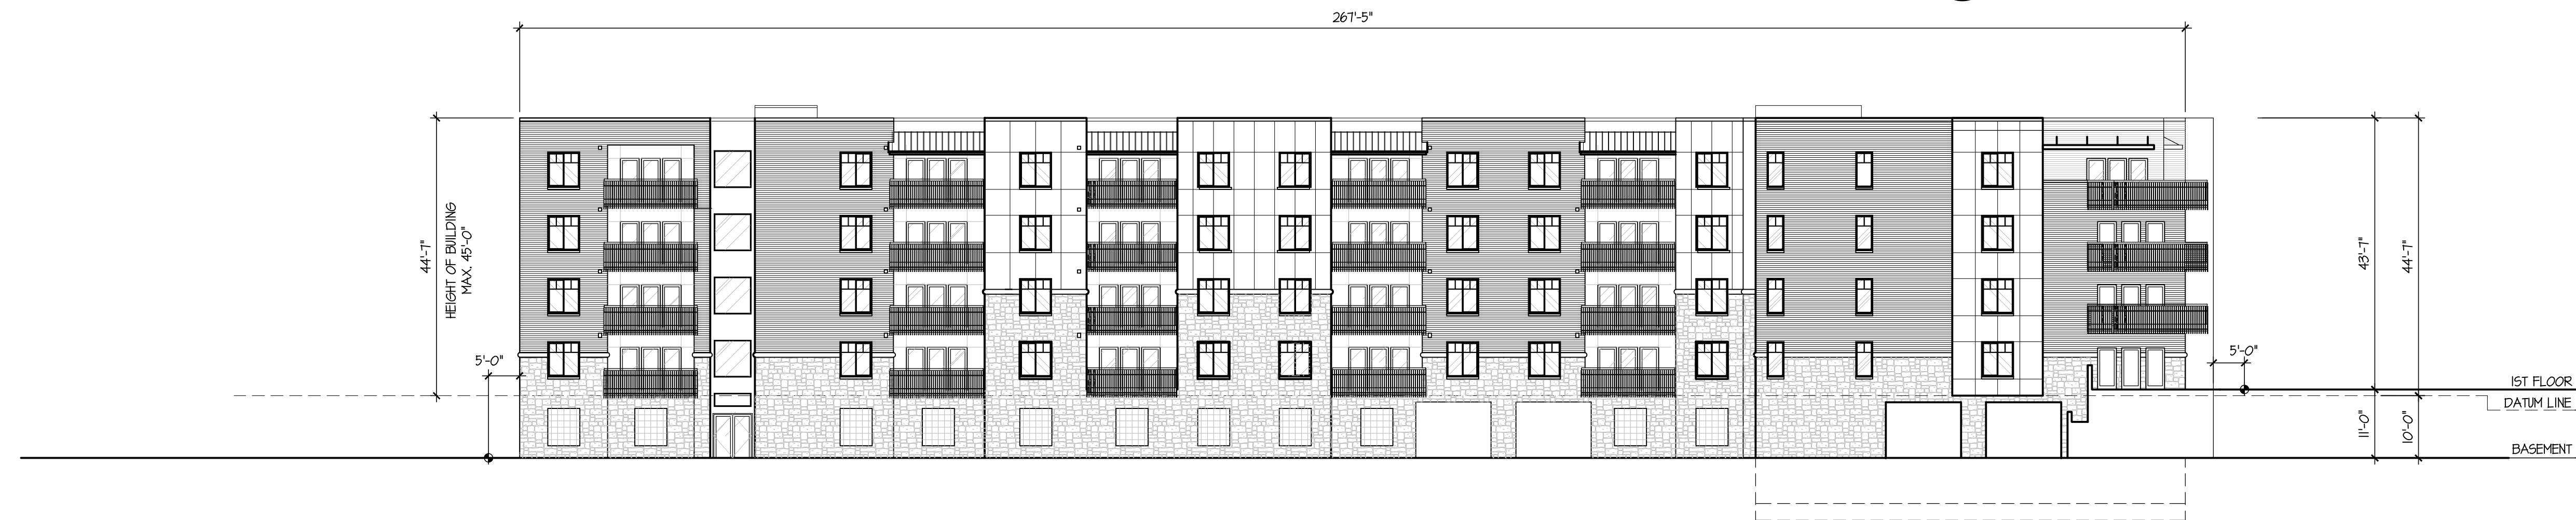 267'-5"
44'-7"
HEIGHT OF BUILDING
MAX. 45'-0"
5'-0"
5'-0"
43'-7"
44'-7"
11'-0"
10'-0"
1ST FLOOR
DATUM LINE
BASEMENT